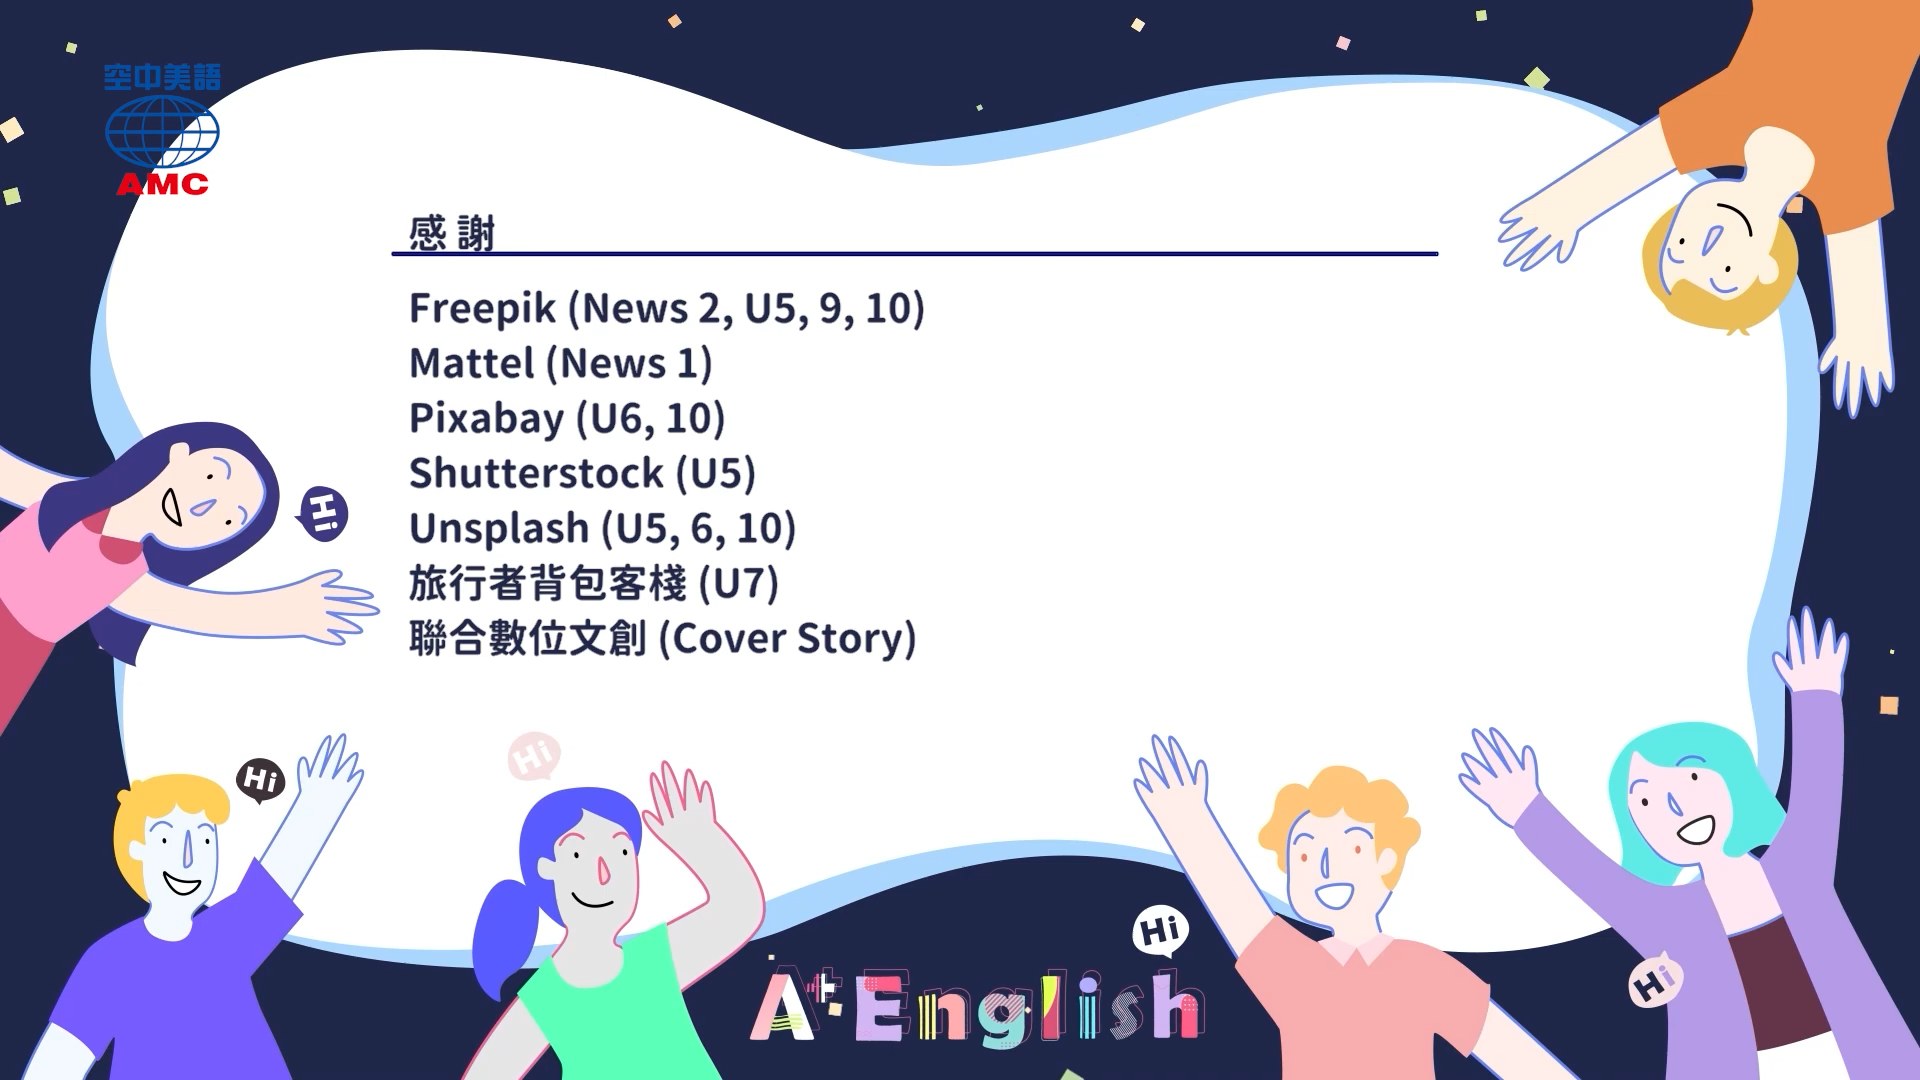 空中美語
AMC
感謝
Freepik (News 2, U5, 9, 10)
Mattel (News 1)
Pixabay (U6, 10)
Shutterstock (U5)
Unsplash (U5, 6, 10)
旅行者背包客棧 (U7)
聯合數位文創 (Cover Story)
Hi
Hi
Hi
Hi
Hi
A+ English